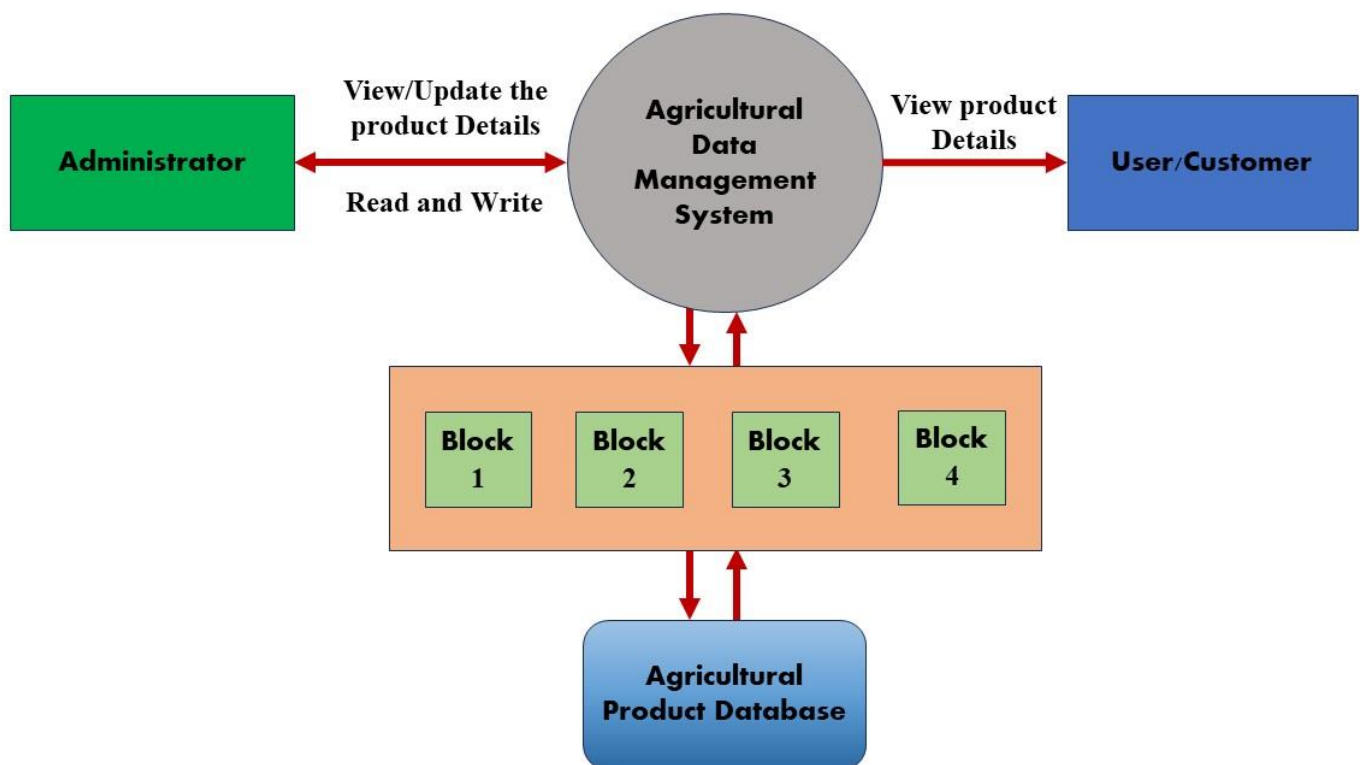 View/Update the
product Details
Administrator
Read and Write
Agricultural
Data
Management
System
View product
Details
User/Customer
Block
1
Block
2
Block
3
Block
4
Agricultural
Product Database